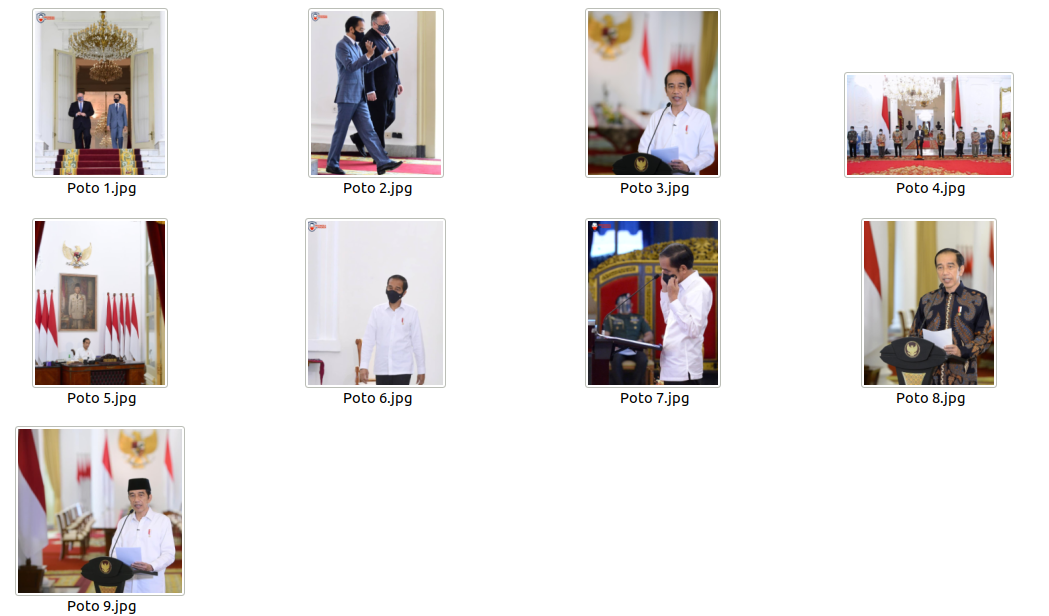 Poto 1.jpg
Poto 2.jpg
Poto 3.jpg
Poto 4.jpg
Poto 5.jpg
Poto 6.jpg
Poto 7.jpg
Poto 8.jpg
Poto 9.jpg